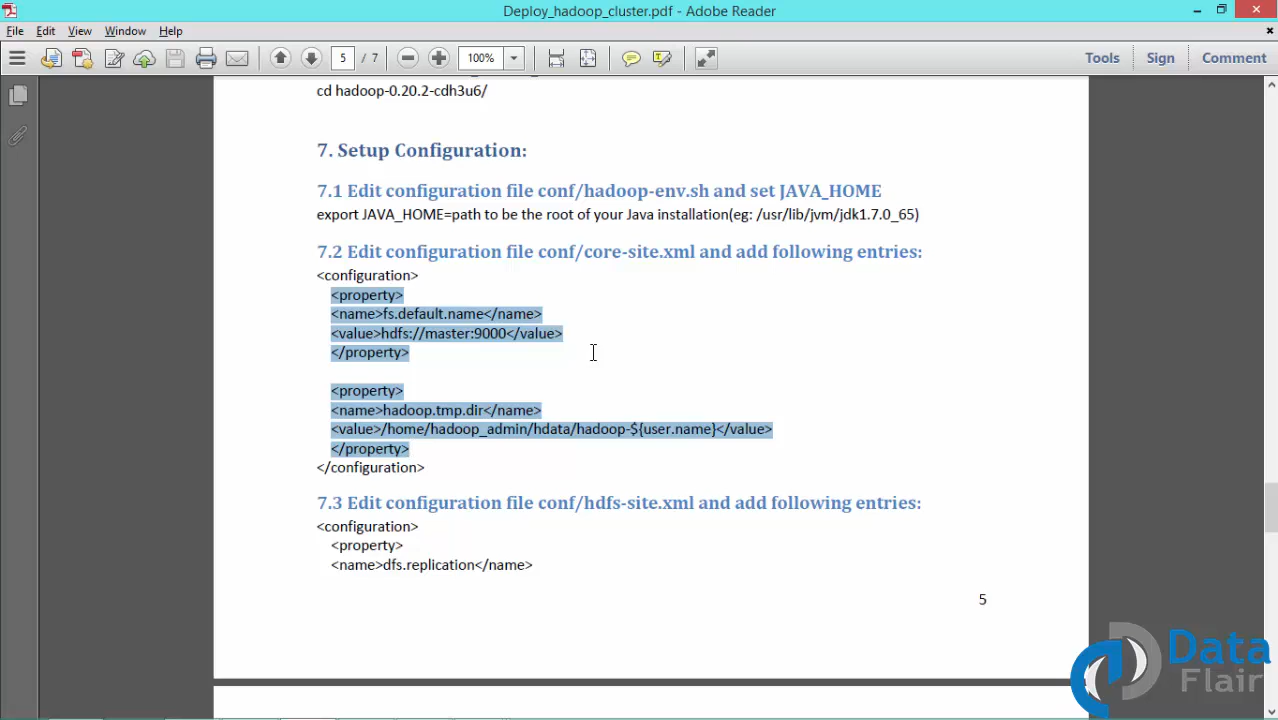 Deploy_hadoop_cluster.pdf - Adobe Reader
File Edit View Window Help
5 / 7 100% Tools Sign Comment
cd hadoop-0.20.2-cdh3u6/
7. Setup Configuration:
7.1 Edit configuration file conf/hadoop-env.sh and set JAVA_HOME
export JAVA_HOME=path to be the root of your Java installation(eg: /usr/lib/jvm/jdk1.7.0_65)
7.2 Edit configuration file conf/core-site.xml and add following entries:
<configuration>
<property>
<name>fs.default.name</name>
<value>hdfs://master:9000</value>
</property>
<property>
<name>hadoop.tmp.dir</name>
<value>/home/hadoop_admin/hdata/hadoop-${user.name}</value>
</property>
</configuration>
7.3 Edit configuration file conf/hdfs-site.xml and add following entries:
<configuration>
<property>
<name>dfs.replication</name>
5
Data
Flair